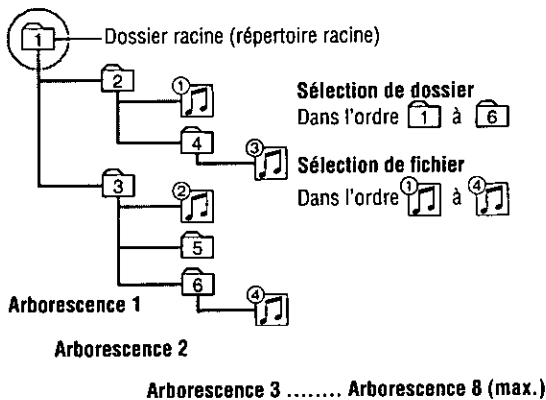 1 Dossier racine (répertoire racine)
2
①
4
③
3
②
5
6
④
Sélection de dossier
Dans l'ordre 1 à 6
Sélection de fichier
Dans l'ordre ① à ④
Arborescence 1
Arborescence 2
Arborescence 3 ........ Arborescence 8 (max.)